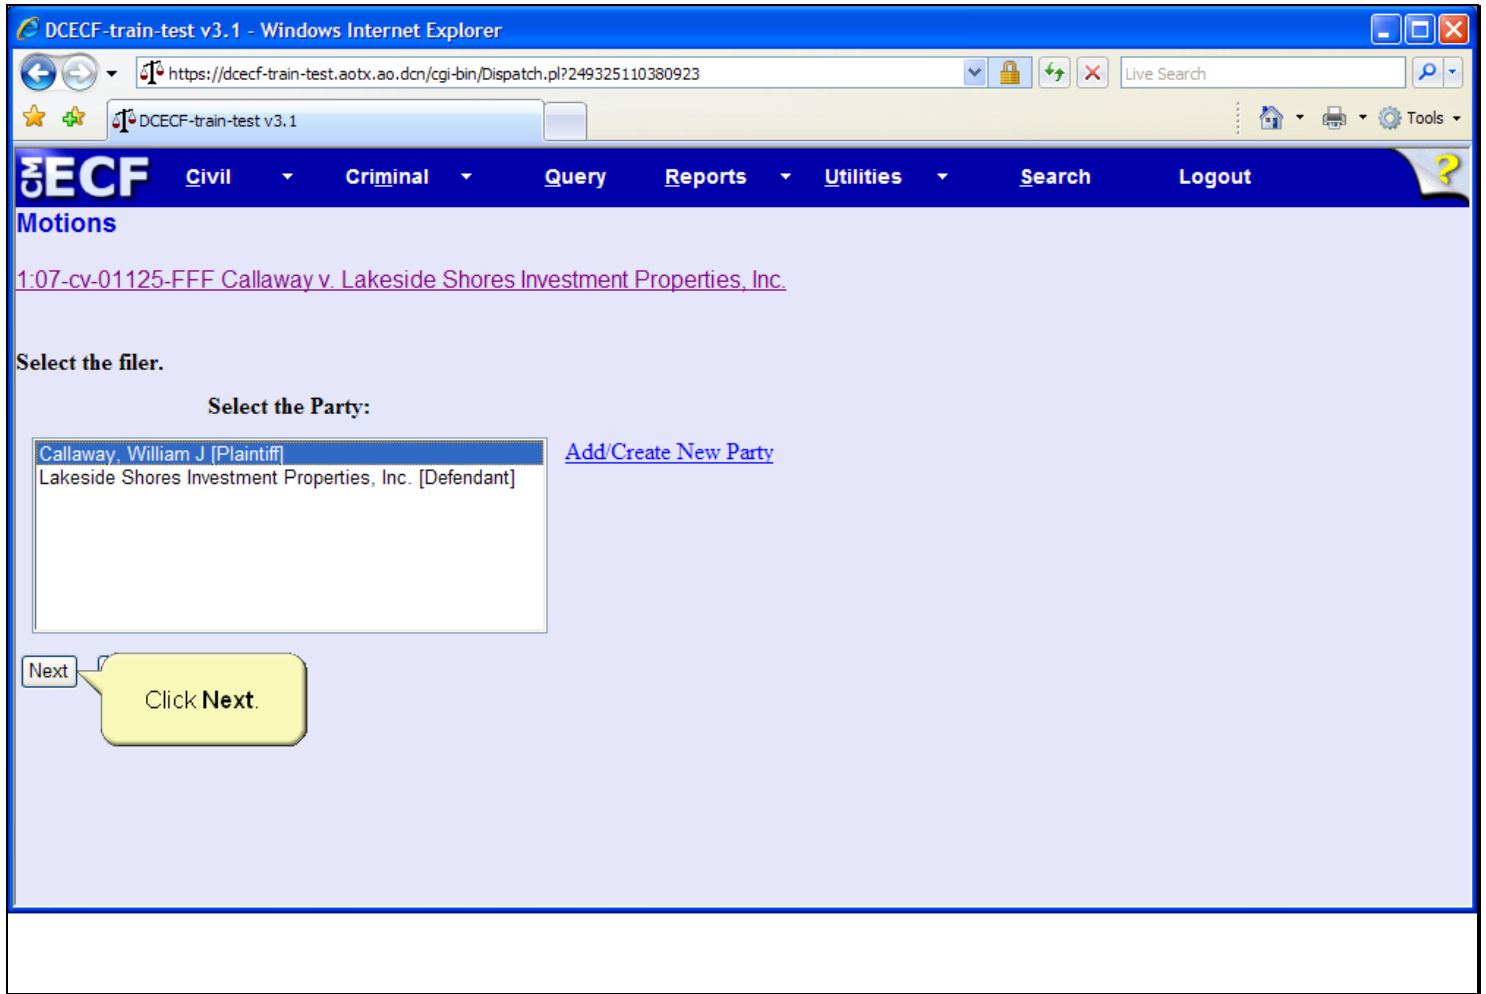 DCECF-train-test v3.1 - Windows Internet Explorer
https://dcecf-train-test.aotx.ao.dcn/cgi-bin/Dispatch.pl?249325110380923
Live Search
DCECF-train-test v3.1
Tools
CM ECF Civil Criminal Query Reports Utilities Search Logout ?
Motions
1:07-cv-01125-FFF Callaway v. Lakeside Shores Investment Properties, Inc.
Select the filer.
Select the Party:
Callaway, William J [Plaintiff]
Add/Create New Party
Lakeside Shores Investment Properties, Inc. [Defendant]
Next
Click Next.